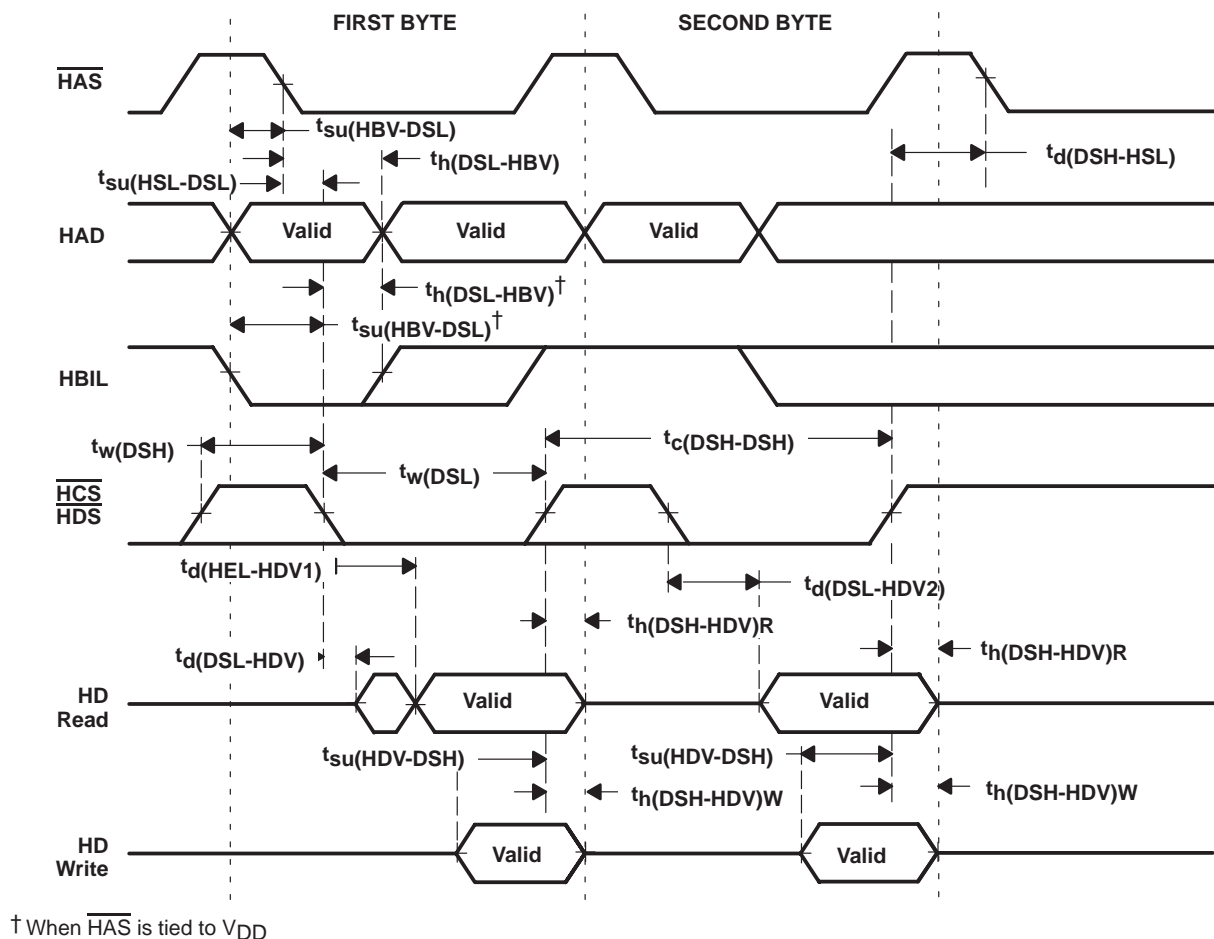 FIRST BYTE SECOND BYTE
HAS
tsu(HBV-DSL)
th(DSL-HBV)
td(DSH-HSL)
tsu(HSL-DSL)
HAD Valid Valid Valid
th(DSL-HBV)†
tsu(HBV-DSL)†
HBIL
tw(DSH) tc(DSH-DSH)
tw(DSL)
HCS
HDS
td(HEL-HDV1) td(DSL-HDV2)
th(DSH-HDV)R
td(DSL-HDV) th(DSH-HDV)R
HD
Read
Valid Valid
tsu(HDV-DSH) tsu(HDV-DSH)
th(DSH-HDV)W th(DSH-HDV)W
HD
Write
Valid Valid
† When HAS is tied to VDD